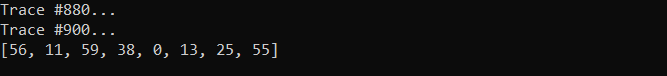 Trace #880...
Trace #900...
[56, 11, 59, 38, 0, 13, 25, 55]